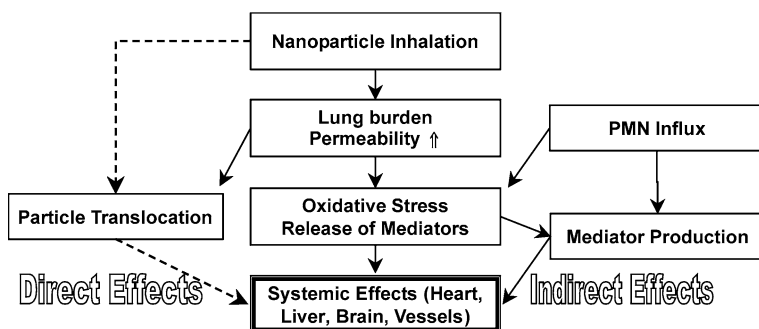 Nanoparticle Inhalation
Lung burden
Permeability ⇑
PMN Influx
Particle Translocation
Oxidative Stress
Release of Mediators
Mediator Production
Direct Effects
Systemic Effects (Heart,
Liver, Brain, Vessels)
Indirect Effects